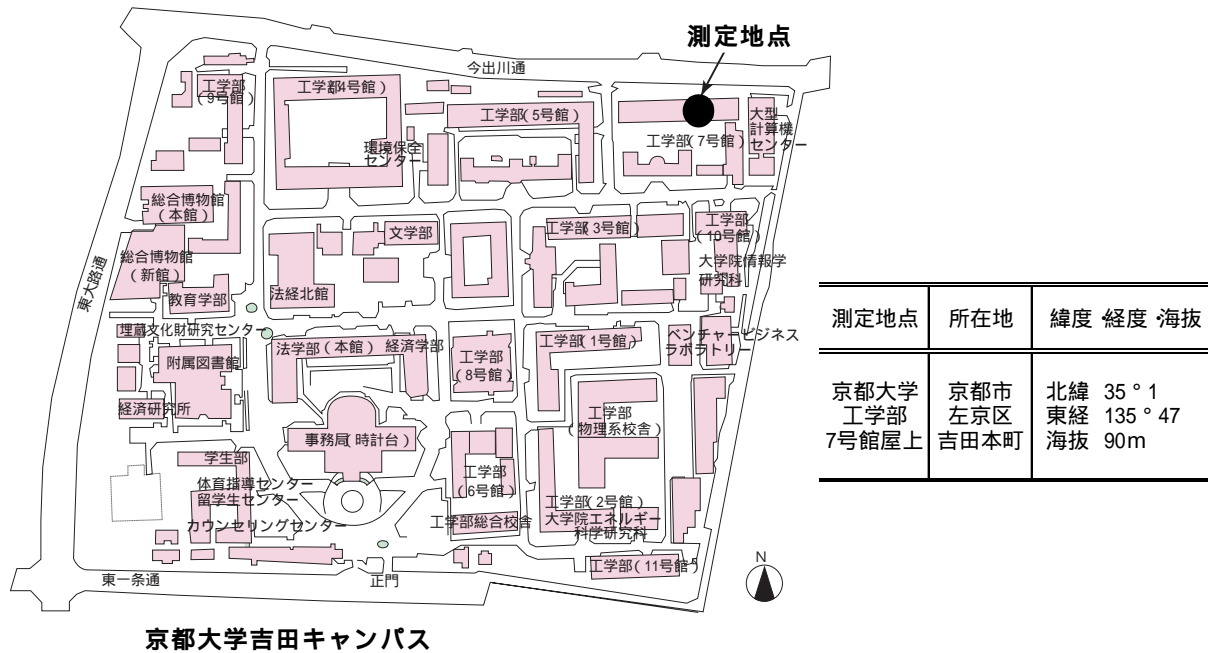 測定地点
今出川通
工学部
（9号館）
工学部（4号館）
工学部（5号館）
工学部（7号館）
大型
計算機
センター
環境保全
センター
総合博物館
（本館）
文学部
工学部（3号館）
工学部
（10号館）
総合博物館
（新館）
大学院情報学
研究科
東大路通
教育学部
法経北館
埋蔵文化財研究センター
法学部（本館）
経済学部
工学部（1号館）
ベンチャービジネス
ラボラトリー
附属図書館
工学部
（8号館）
経済研究所
工学部
（物理系校舎）
事務局（時計台）
学生部
体育指導センター
留学生センター
カウンセリングセンター
工学部
（6号館）
工学部総合校舎
工学部（2号館）
大学院エネルギー
科学研究科
工学部（11号館）
東一条通
正門
N
京都大学吉田キャンパス
測定地点 所在地 緯度・経度・海抜
京都大学 京都市 北緯 35°1
工学部 左京区 東経 135°47
7号館屋上 吉田本町 海抜 90m